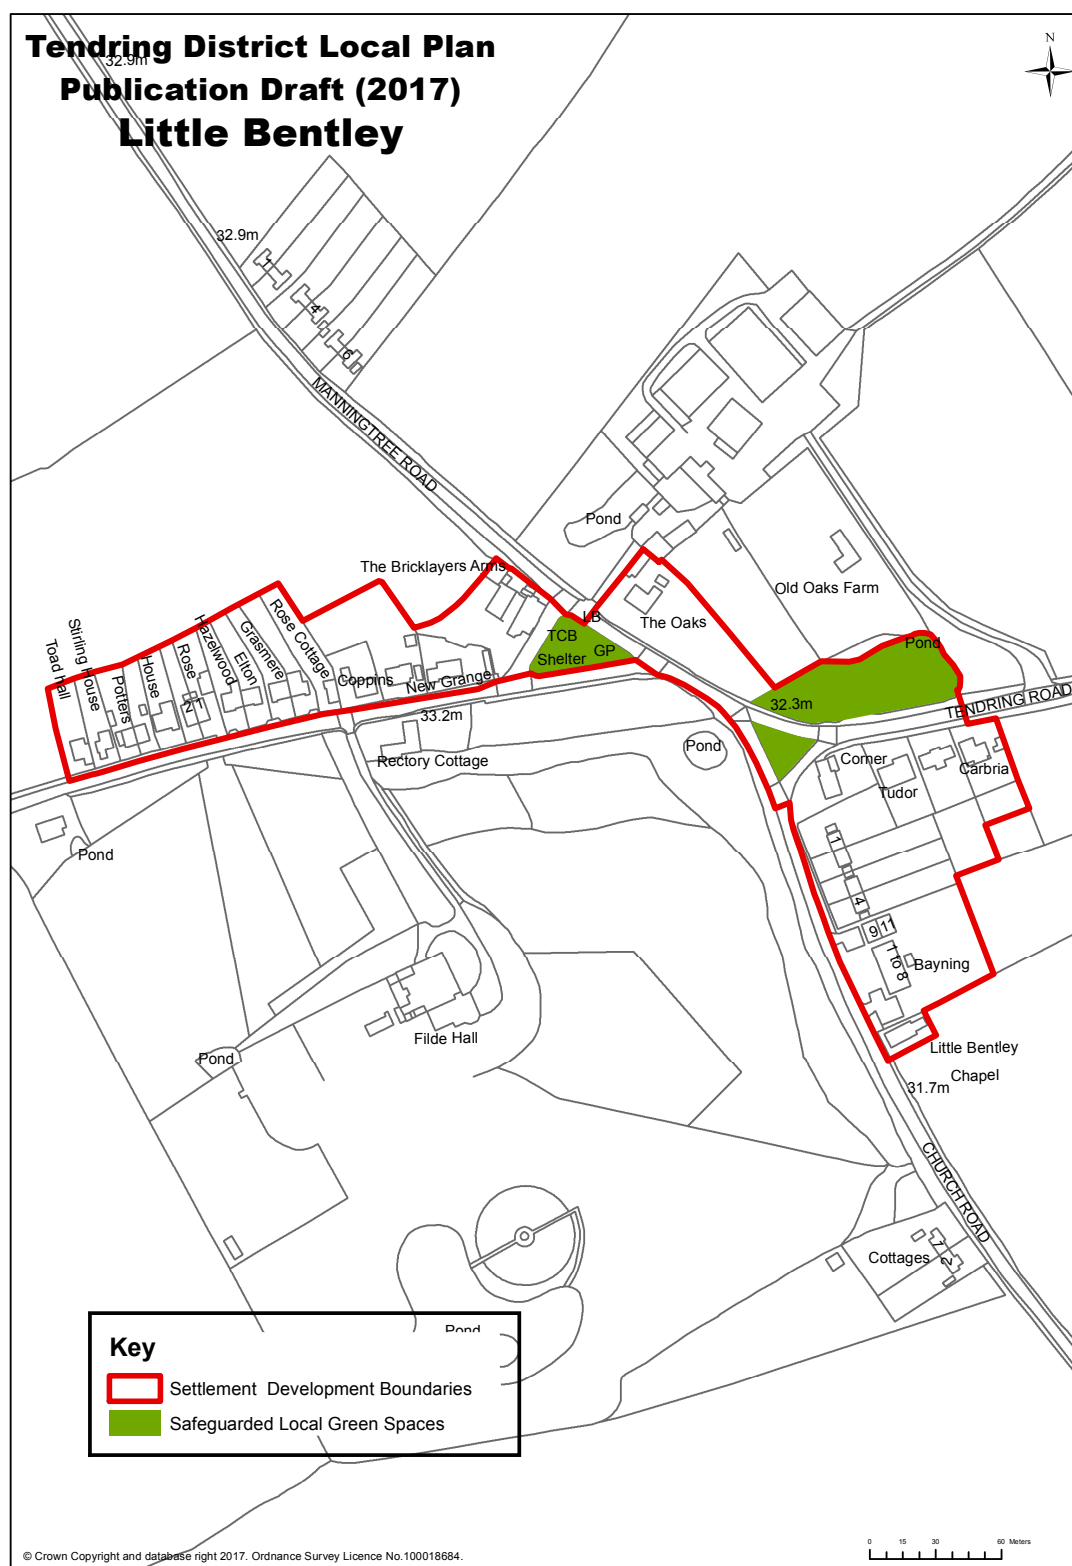 Tendring District Local Plan
Publication Draft (2017)
Little Bentley
N
32.9m
32.9m
1
4
6
MANNINGTREE ROAD
Pond
The Bricklayers Arms
LB
TCB
GP
Shelter
The Oaks
Old Oaks Farm
Pond
32.3m
TENDRING ROAD
Toad hall
Stirling House
Potters
House
Rose
2 1
Hazelwood
Elton
Grasmere
Rose Cottage
Coppins
New Grange
33.2m
Rectory Cottage
Pond
Corner
Tudor
Carbria
Pond
1
4
9 11
1 to 8
Bayning
Filde Hall
Pond
Little Bentley
Chapel
31.7m
CHURCH ROAD
Cottages
1
2
Pond
Key
Settlement Development Boundaries
Safeguarded Local Green Spaces
0 15 30 60 Meters
© Crown Copyright and database right 2017. Ordnance Survey Licence No.100018684.